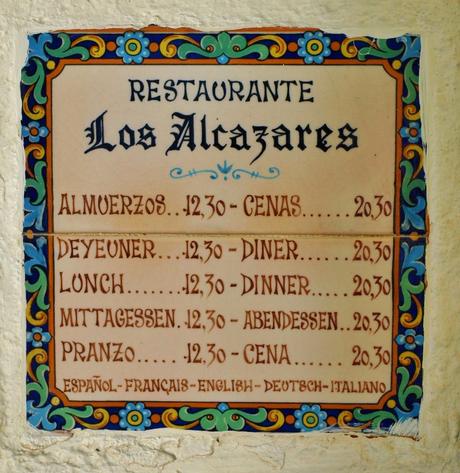 RESTAURANTE
Los Alcazares
ALMUERZOS...12,30 - CENAS...... 20,30
DEYEUNER....12,30 - DINER....... 20,30
LUNCH.......12,30 - DINNER..... 20,30
MITTAGESSEN..12,30 - ABENDESSEN..20,30
PRANZO......12,30 - CENA........ 20,30
ESPAÑOL-FRANÇAIS-ENGLISH-DEUTSCH-ITALIANO